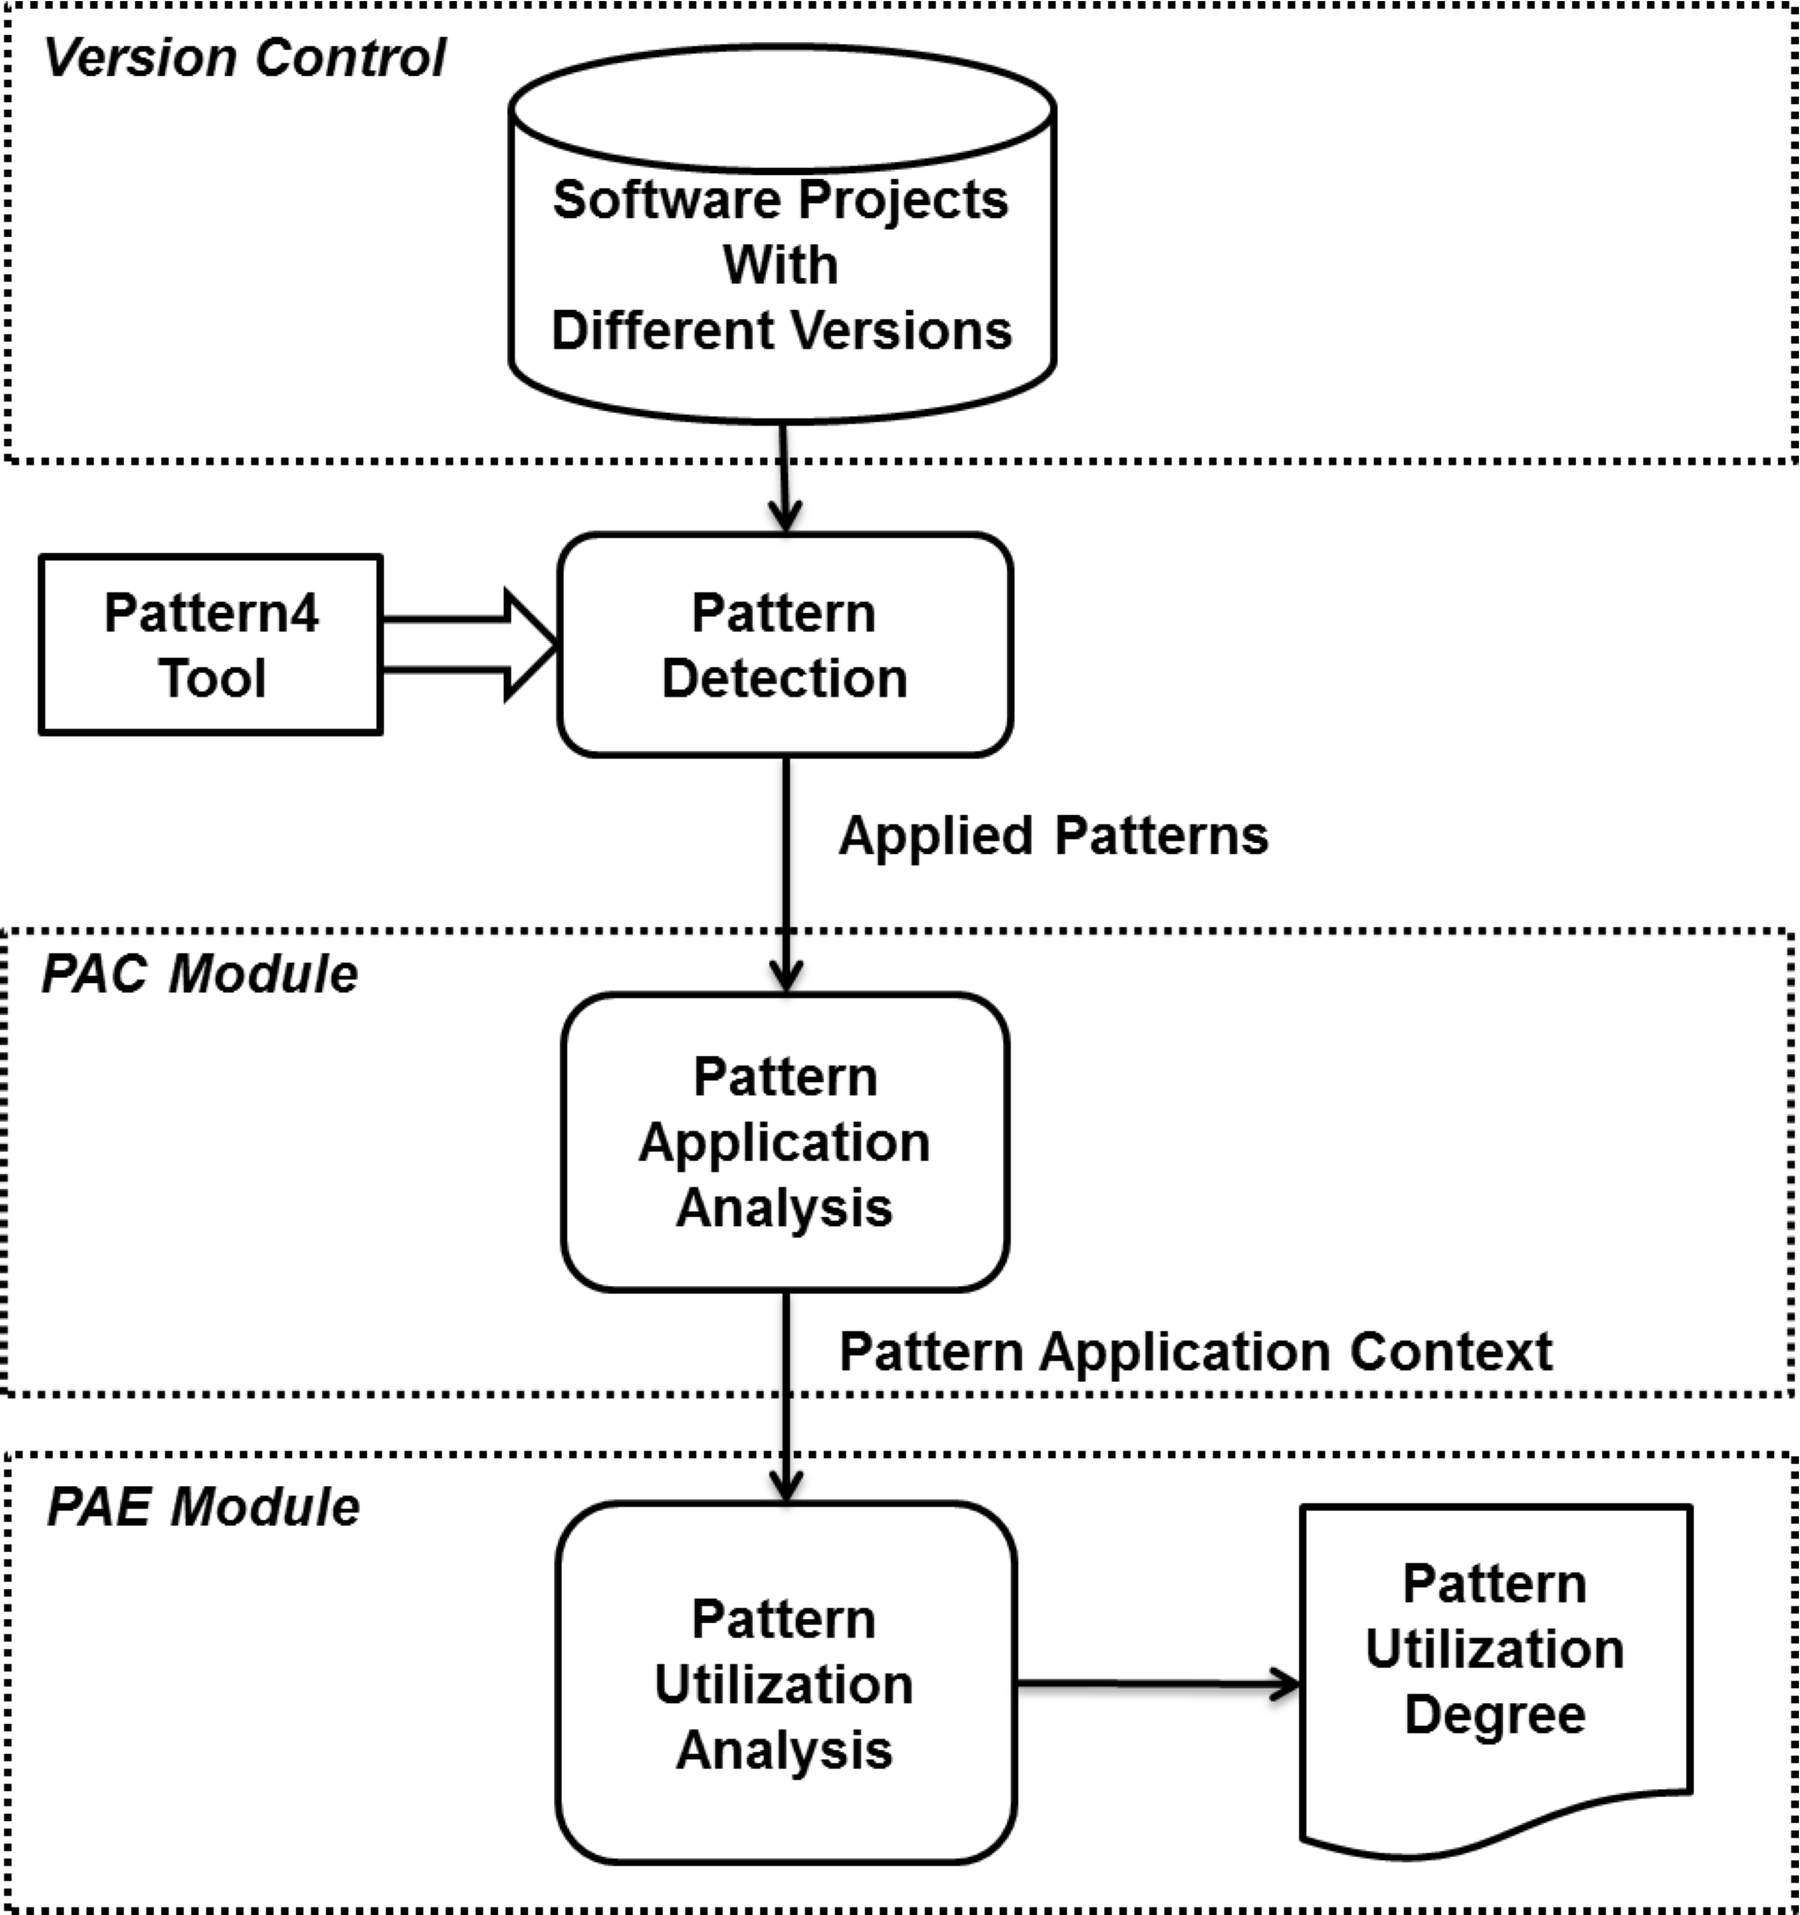 Version Control
Software Projects
With
Different Versions
Pattern4
Tool
Pattern
Detection
Applied Patterns
PAC Module
Pattern
Application
Analysis
Pattern Application Context
PAE Module
Pattern
Utilization
Analysis
Pattern
Utilization
Degree